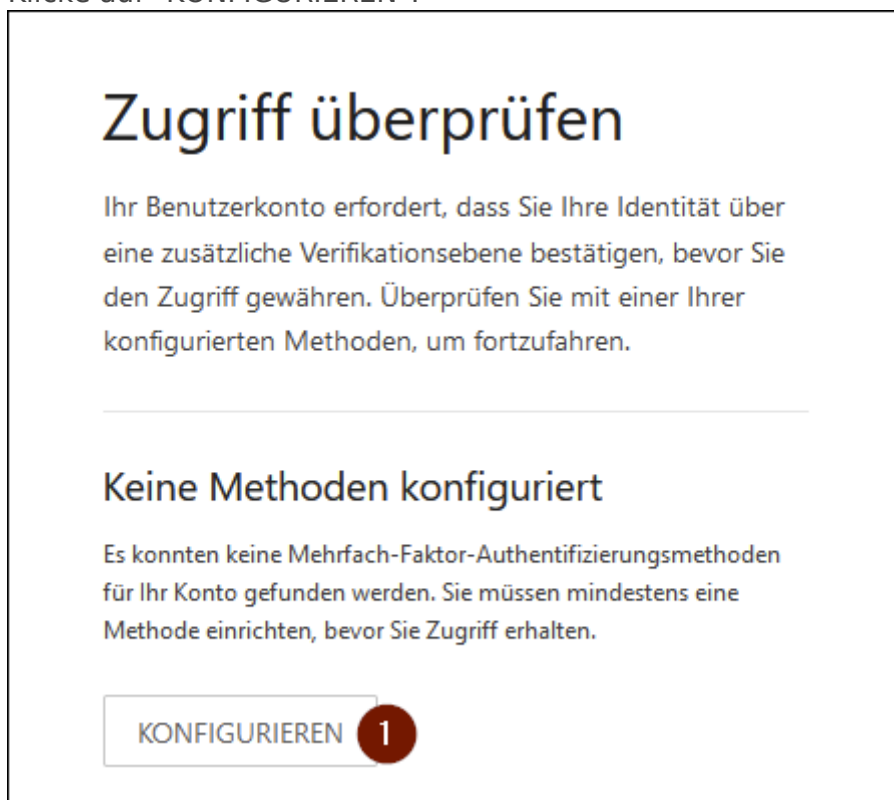 Zugriff überprüfen
Ihr Benutzerkonto erfordert, dass Sie Ihre Identität über
eine zusätzliche Verifikationsebene bestätigen, bevor Sie
den Zugriff gewähren. Überprüfen Sie mit einer Ihrer
konfigurierten Methoden, um fortzufahren.
Keine Methoden konfiguriert
Es konnten keine Mehrfach-Faktor-Authentifizierungsmethoden
für Ihr Konto gefunden werden. Sie müssen mindestens eine
Methode einrichten, bevor Sie Zugriff erhalten.
KONFIGURIEREN 1